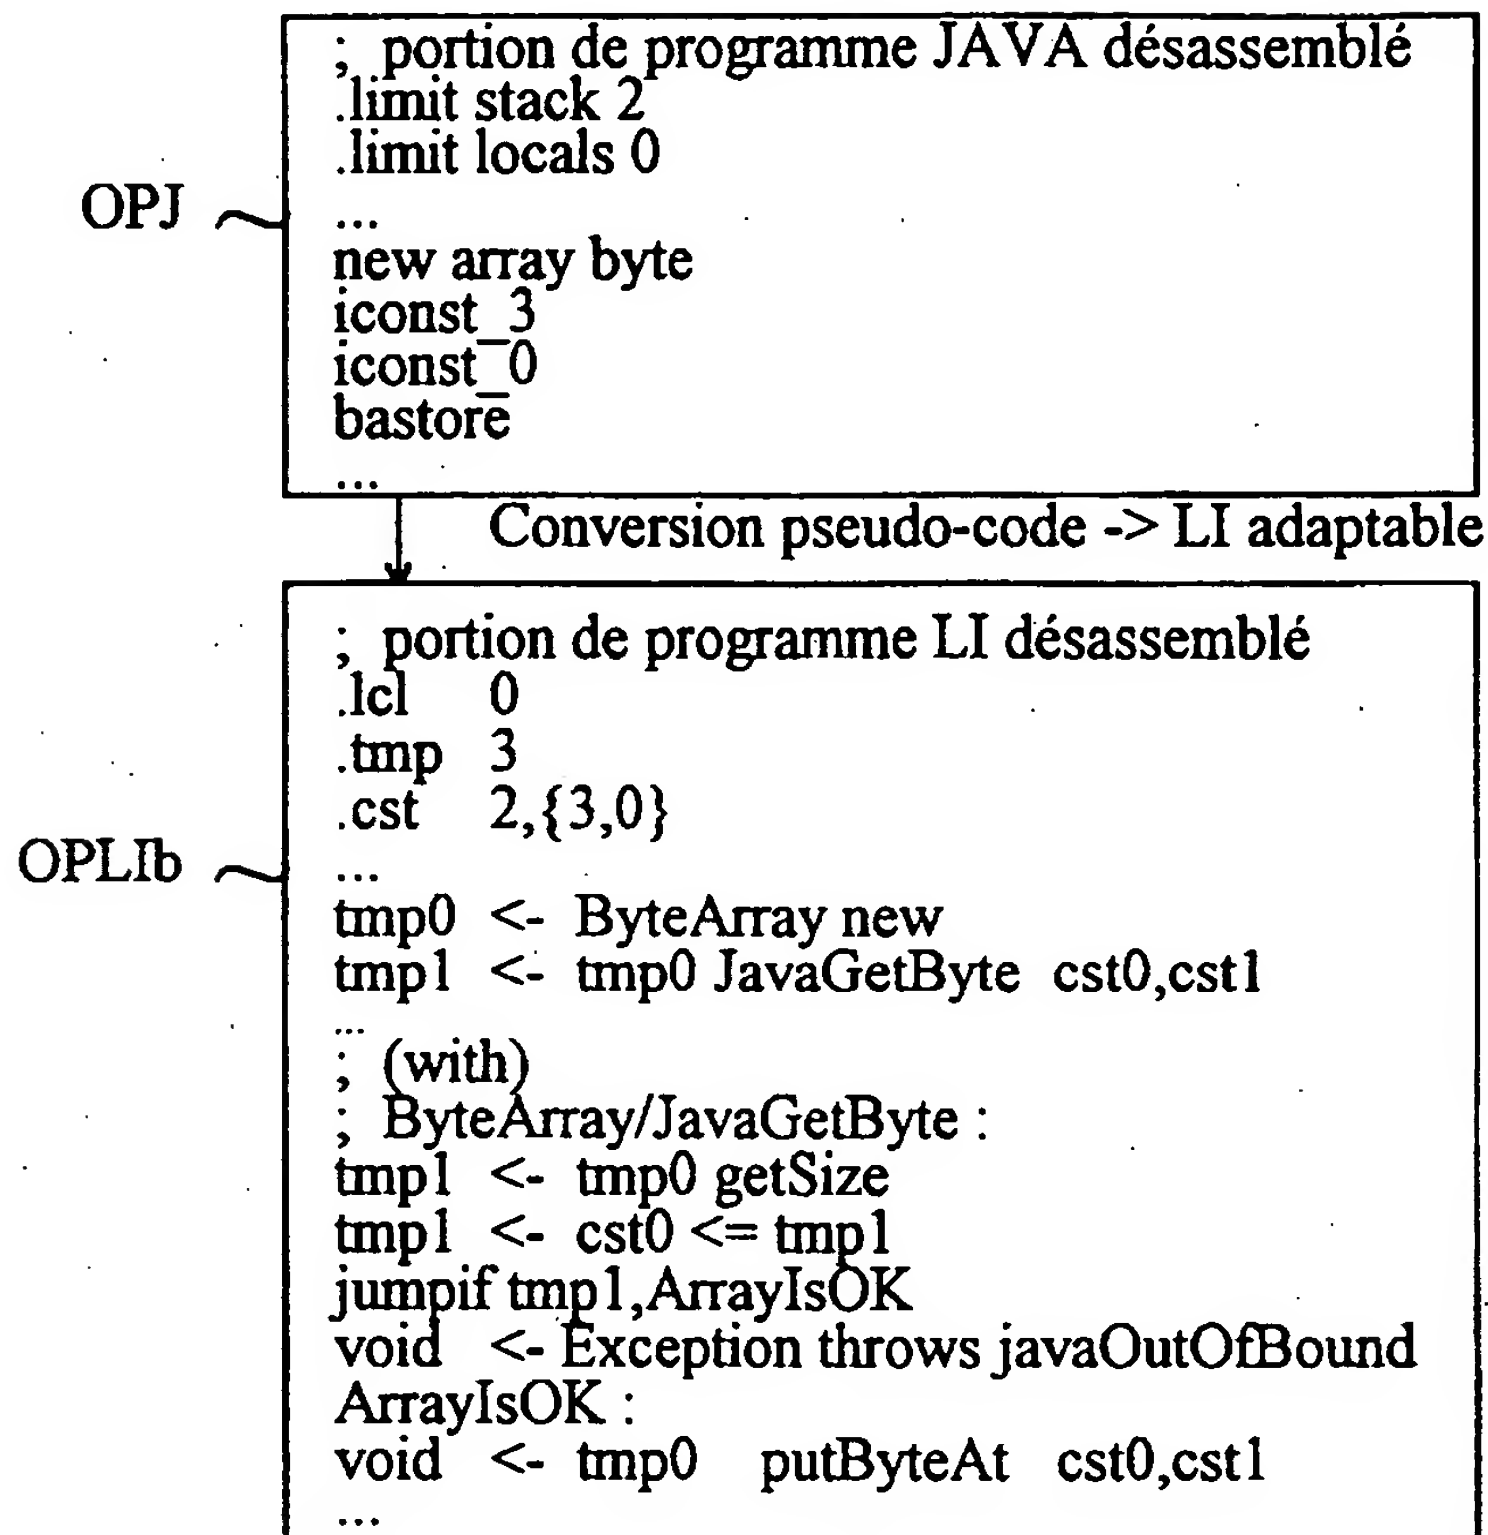 ; portion de programme JAVA désassemblé
.limit stack 2
.limit locals 0
OPJ
...
new array byte
iconst_3
iconst_0
bastore
...
Conversion pseudo-code -> LI adaptable
; portion de programme LI désassemblé
.lcl 0
.tmp 3
.cst 2,{3,0}
OPLIb
...
tmp0 <- ByteArray new
tmp1 <- tmp0 JavaGetByte cst0,cst1
...
; (with)
; ByteArray/JavaGetByte :
tmp1 <- tmp0 getSize
tmp1 <- cst0 <= tmp1
jumpif tmp1,ArrayIsOK
void <- Exception throws javaOutOfBound
ArrayIsOK :
void <- tmp0 putByteAt cst0,cst1
...